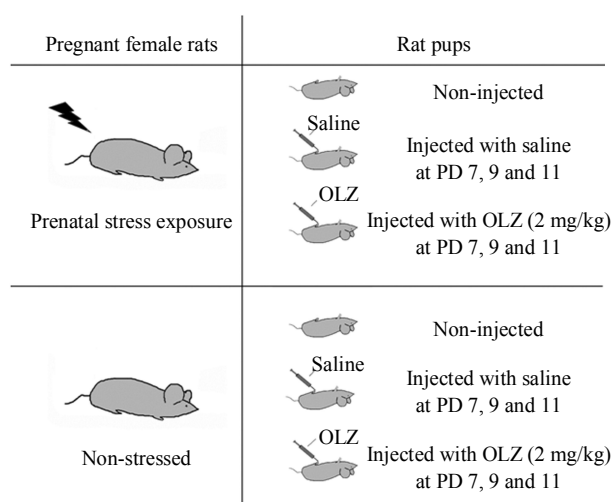 Pregnant female rats
Rat pups
Non-injected
Saline
Injected with saline
at PD 7, 9 and 11
OLZ
Injected with OLZ (2 mg/kg)
at PD 7, 9 and 11
Prenatal stress exposure
Non-injected
Saline
Injected with saline
at PD 7, 9 and 11
OLZ
Injected with OLZ (2 mg/kg)
at PD 7, 9 and 11
Non-stressed